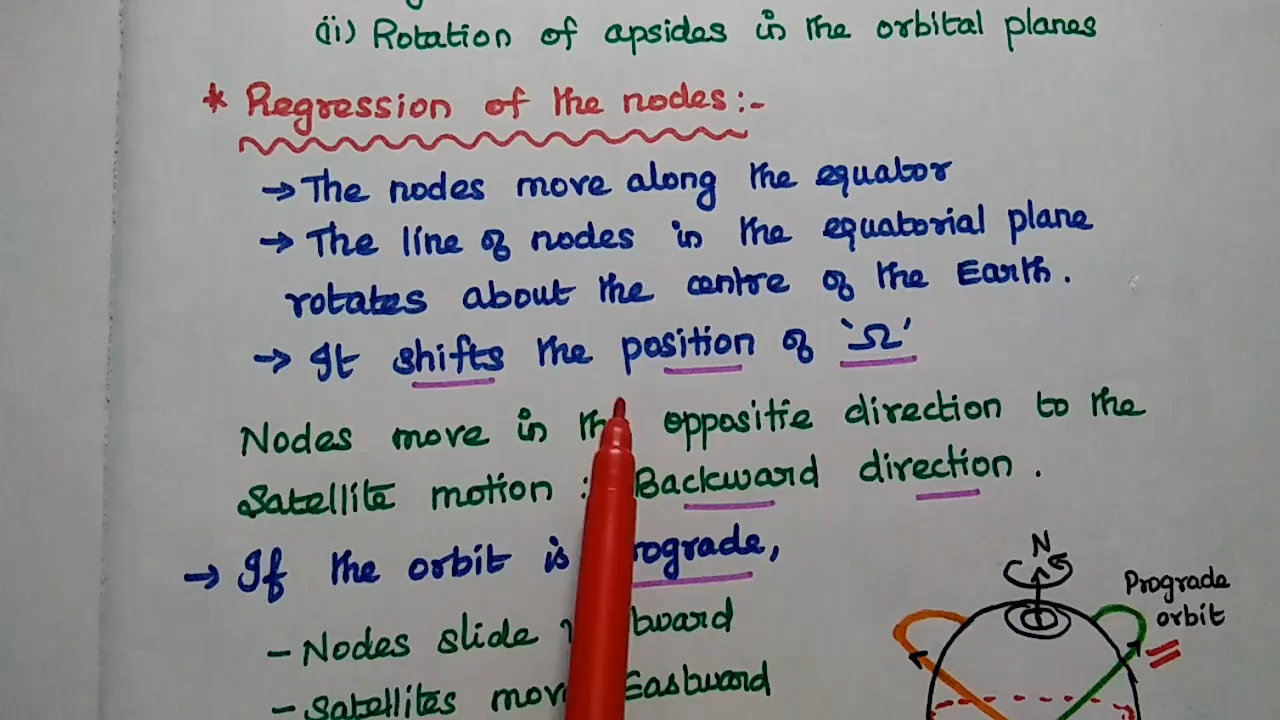 (ii) Rotation of apsides in the orbital planes
* Regression of the nodes:-
→ The nodes move along the equator
→ The line of nodes in the equatorial plane
rotates about the centre of the Earth.
→ It shifts the position of 'Ω'
Nodes move in the oppositie direction to the
Satellite motion : Backward direction.
→ If the orbit is prograde,
- Nodes slide
- Satellites move Eastward
N
Prograde
orbit